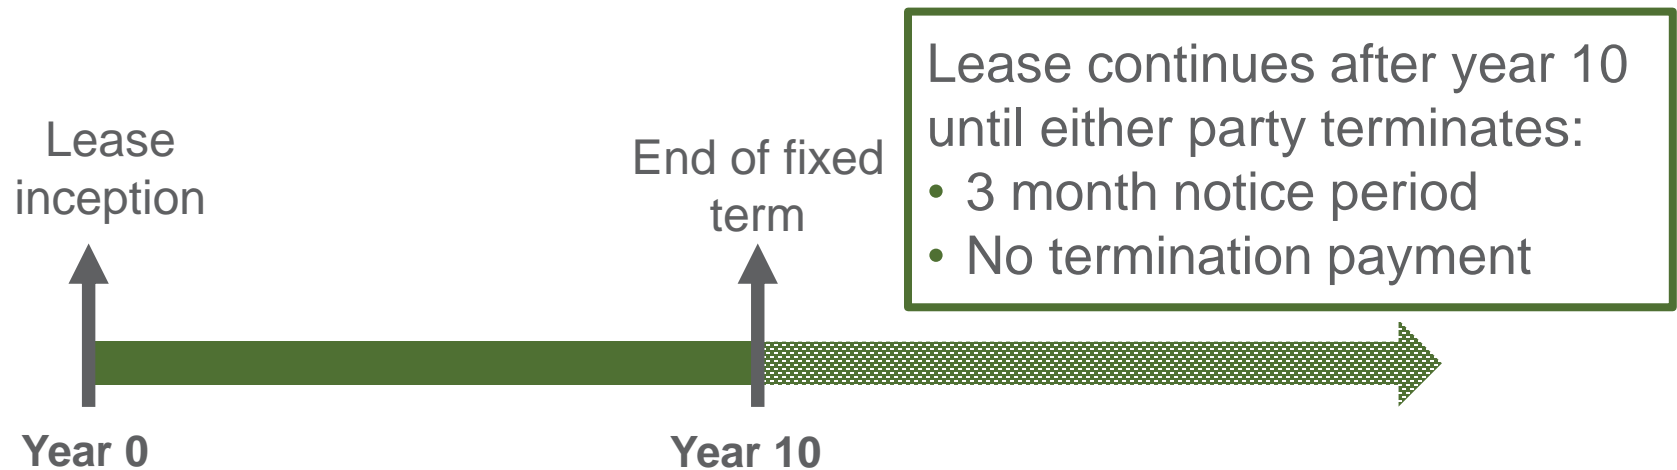 Lease
inception
End of fixed
term
Lease continues after year 10
until either party terminates:
• 3 month notice period
• No termination payment
Year 0
Year 10